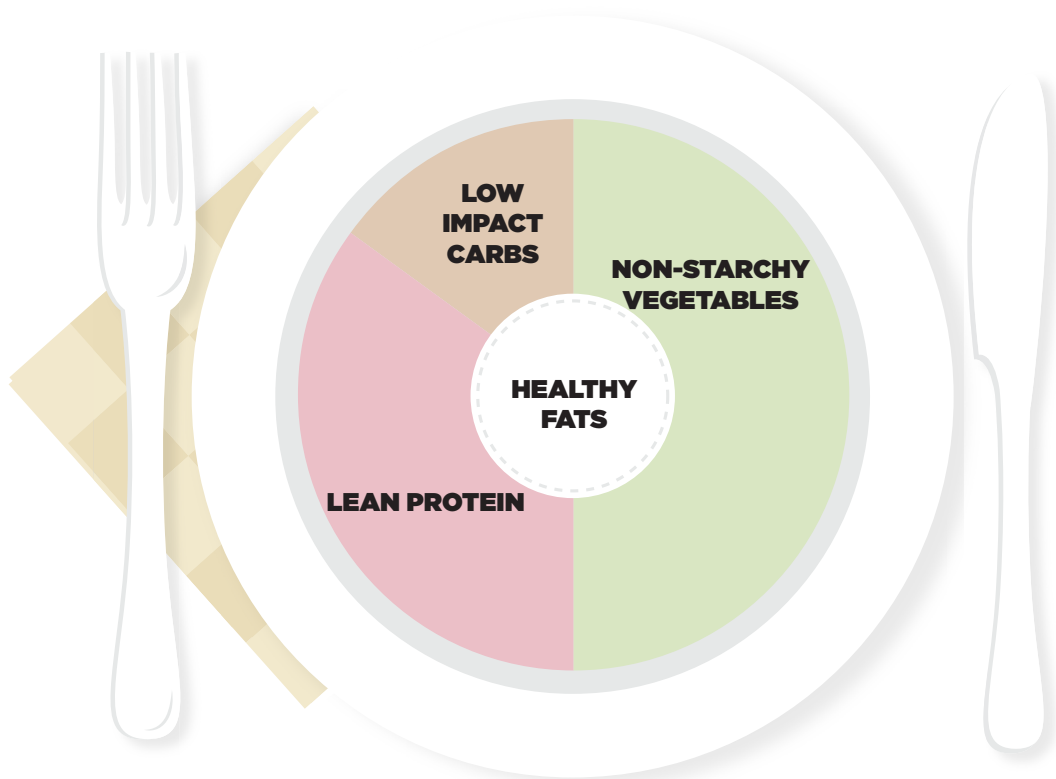 LOW
IMPACT
CARBS
NON-STARCHY
VEGETABLES
HEALTHY
FATS
LEAN PROTEIN